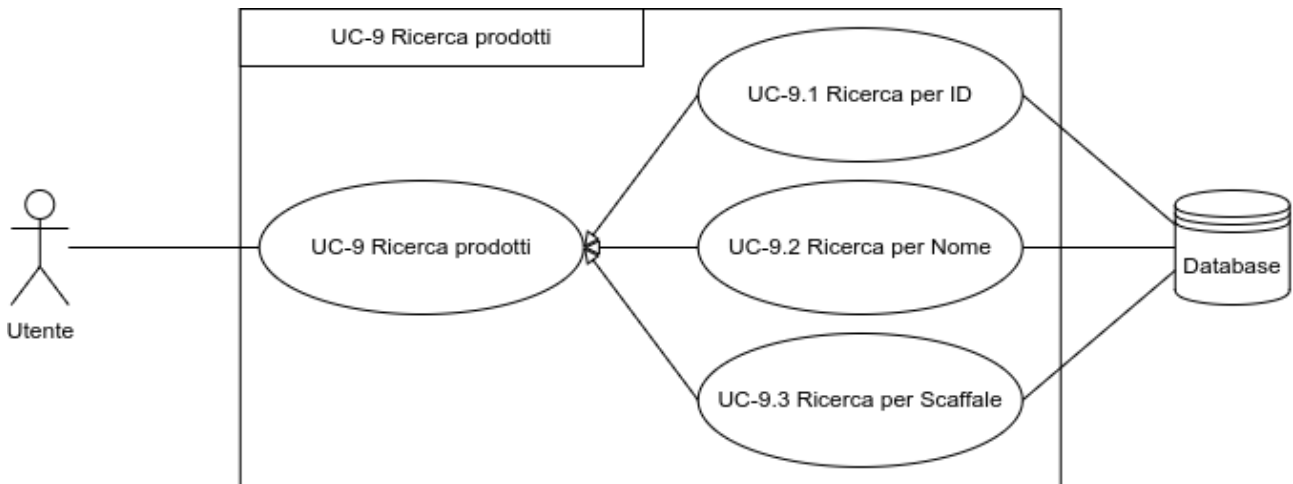 UC-9 Ricerca prodotti
UC-9.1 Ricerca per ID
UC-9 Ricerca prodotti
UC-9.2 Ricerca per Nome
Database
Utente
UC-9.3 Ricerca per Scaffale